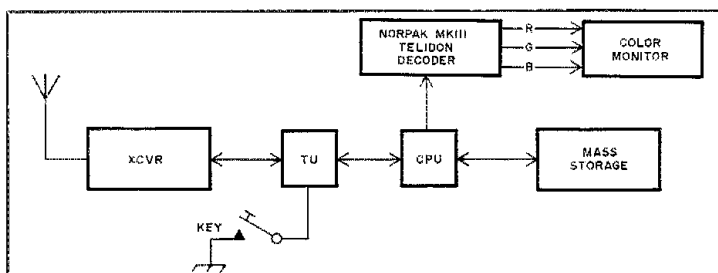 NORPAK MKIII
TELIDON
DECODER
R
G
B
COLOR
MONITOR
XCVR
TU
CPU
MASS
STORAGE
KEY